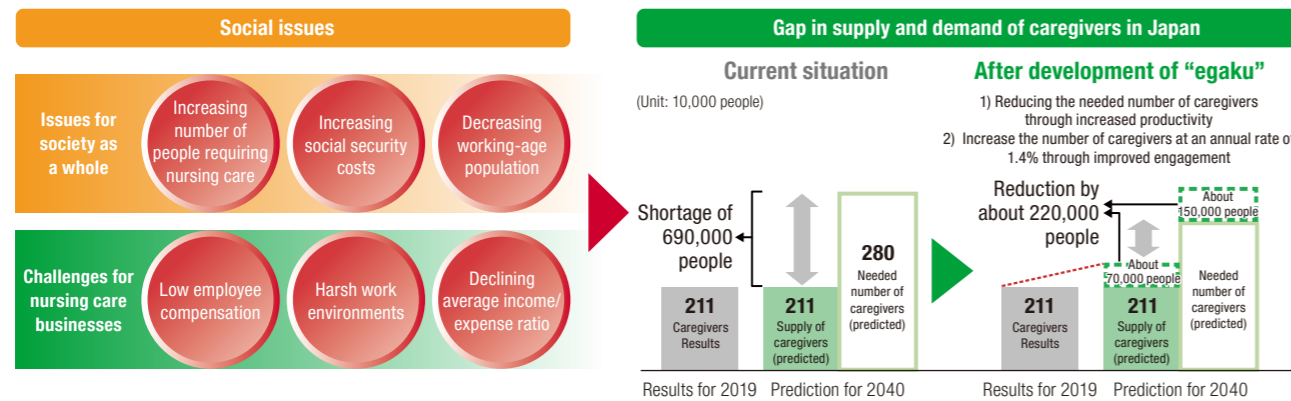 Social issues
Issues for
society as
a whole
Increasing
number of
people requiring
nursing care
Increasing
social security
costs
Decreasing
working-age
population
Challenges for
nursing care
businesses
Low employee
compensation
Harsh work
environments
Declining
average income/
expense ratio
Gap in supply and demand of caregivers in Japan
Current situation
(Unit: 10,000 people)
Shortage of
690,000
people
211
Caregivers
Results
211
Supply of
caregivers
(predicted)
280
Needed
number of
caregivers
(predicted)
Results for 2019
Prediction for 2040
After development of “egaku”
1) Reducing the needed number of caregivers
through increased productivity
2) Increase the number of caregivers at an annual rate of
1.4% through improved engagement
Reduction by
about 220,000
people
About
150,000 people
About
70,000 people
211
Caregivers
Results
211
Supply of
caregivers
(predicted)
Needed
number of
caregivers
(predicted)
Results for 2019
Prediction for 2040